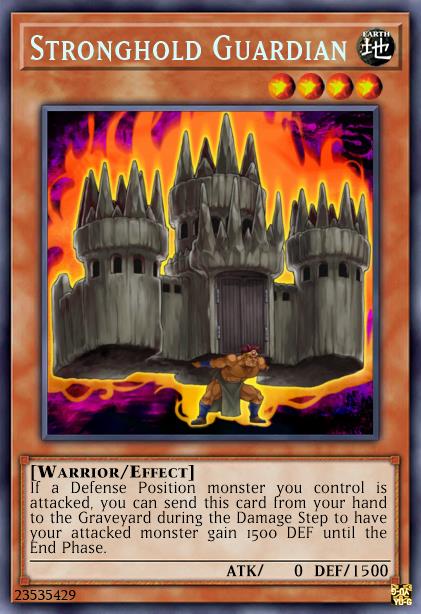 STRONGHOLD GUARDIAN
EARTH
地
[WARRIOR/EFFECT]
If a Defense Position monster you control is
attacked, you can send this card from your hand
to the Graveyard during the Damage Step to have
your attacked monster gain 1500 DEF until the
End Phase.
ATK/ 0 DEF/1500
23535429